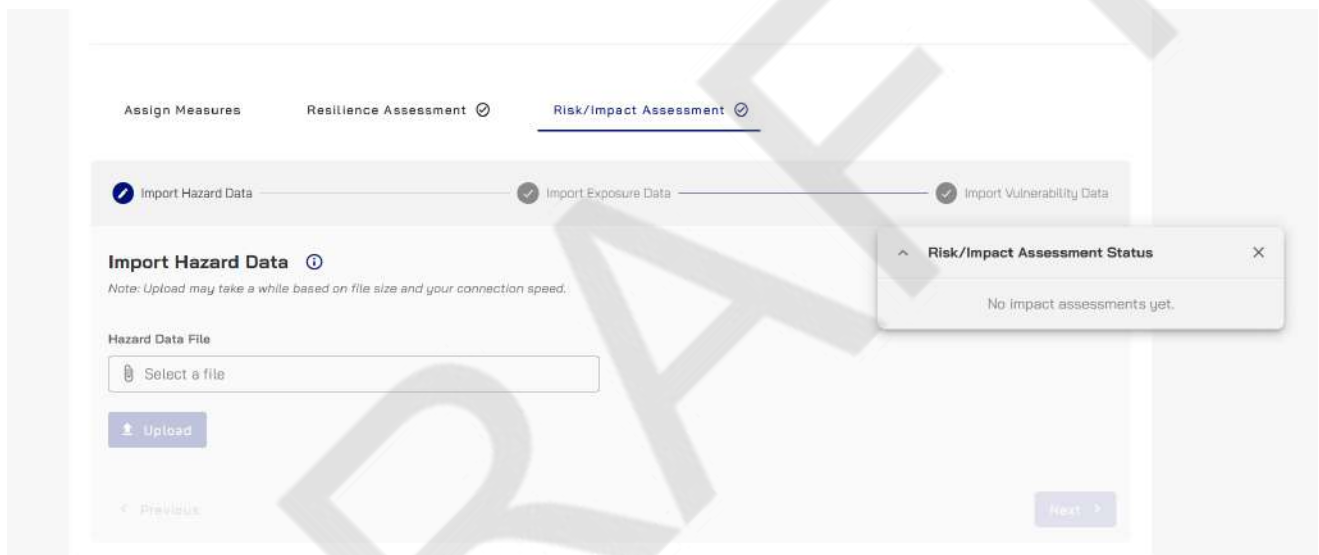 Assign Measures
Resilience Assessment
Risk/Impact Assessment
Import Hazard Data
Import Exposure Data
Import Vulnerability Data
Risk/Impact Assessment Status
No impact assessments yet.
Import Hazard Data
Note: Upload may take a while based on file size and your connection speed.
Hazard Data File
Select a file
Upload
Previous
Next
RAF